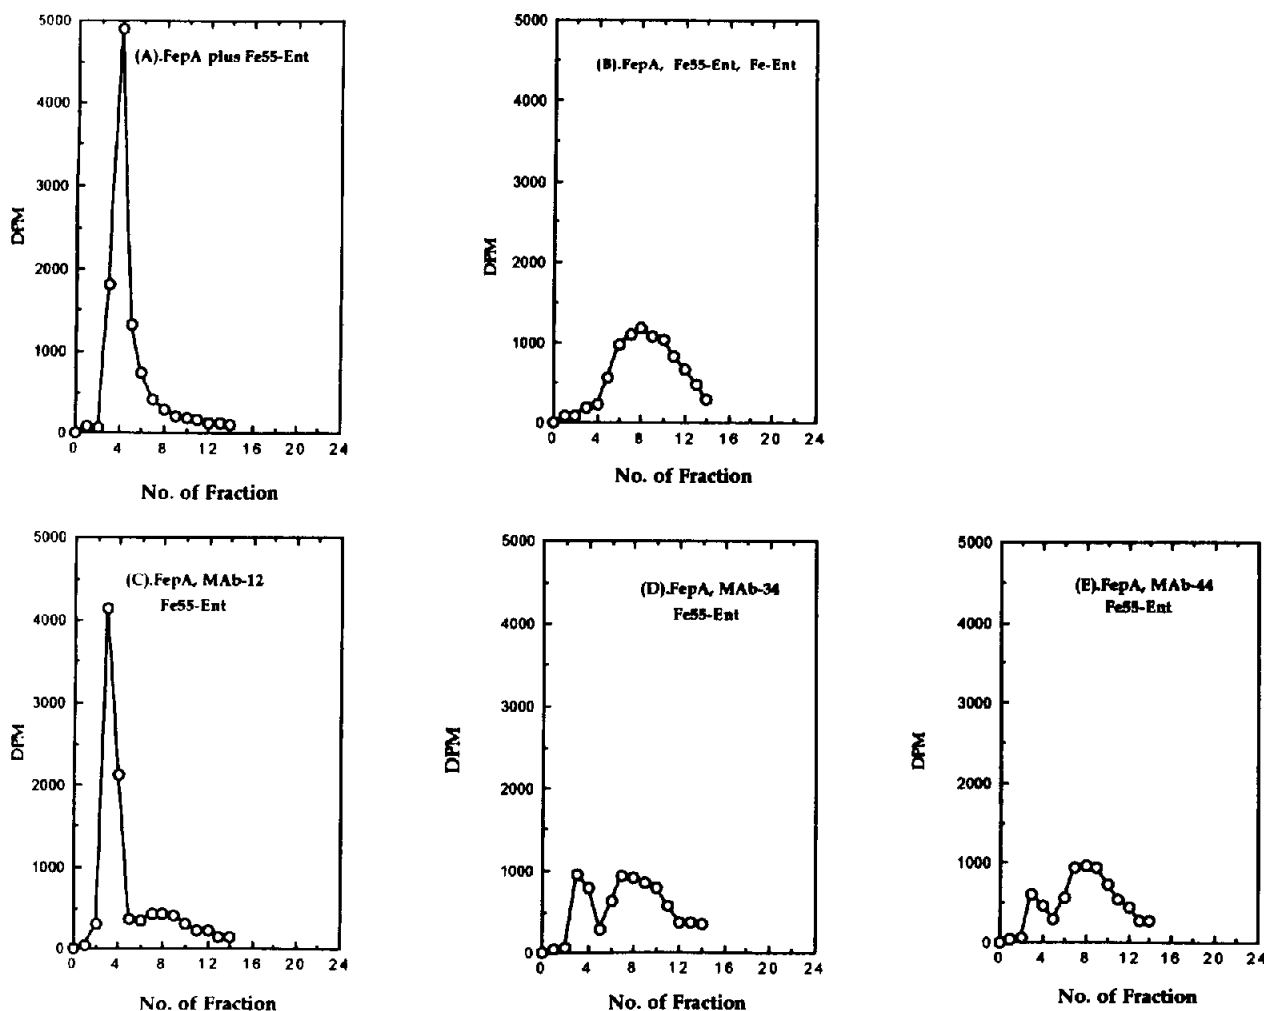 (A).FepA plus Fe55-Ent
5000
4000
3000
2000
1000
0
DPM
0 4 8 12 16 20 24
No. of Fraction
(B).FepA, Fe55-Ent, Fe-Ent
5000
4000
3000
2000
1000
0
DPM
0 4 8 12 16 20 24
No. of Fraction
(C).FepA, MAb-12
Fe55-Ent
5000
4000
3000
2000
1000
0
DPM
0 4 8 12 16 20 24
No. of Fraction
(D).FepA, MAb-34
Fe55-Ent
5000
4000
3000
2000
1000
0
DPM
0 4 8 12 16 20 24
No. of Fraction
(E).FepA, MAb-44
Fe55-Ent
5000
4000
3000
2000
1000
0
DPM
0 4 8 12 16 20 24
No. of Fraction